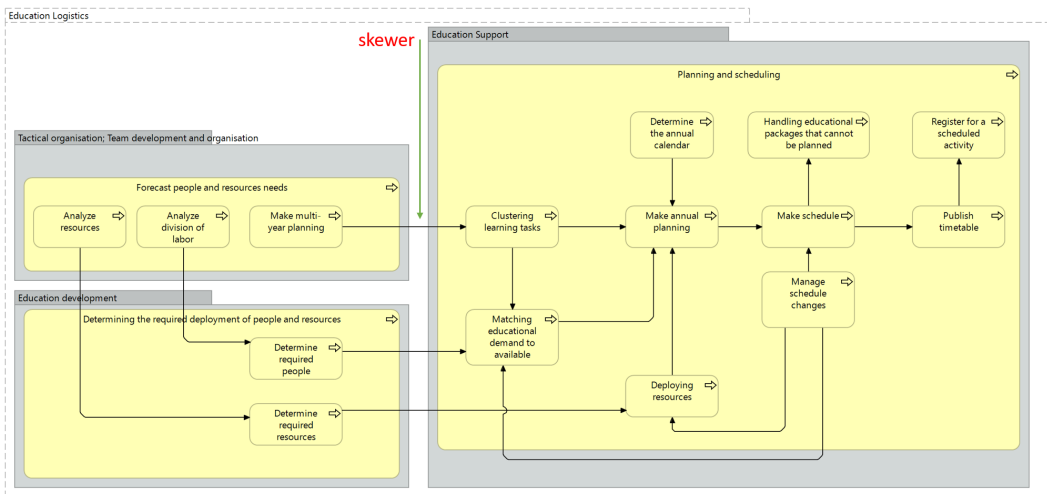 Education Logistics
skewer
Education Support
Planning and scheduling
Determine
the annual
calendar
Handling educational
packages that cannot
be planned
Register for a
scheduled
activity
Tactical organisation; Team development and organisation
Forecast people and resources needs
Analyze
resources
Analyze
division of
labor
Make multi-
year planning
Clustering
learning tasks
Make annual
planning
Make schedule
Publish
timetable
Manage
schedule
changes
Education development
Determining the required deployment of people and resources
Determine
required
people
Matching
educational
demand to
available
Deploying
resources
Determine
required
resources